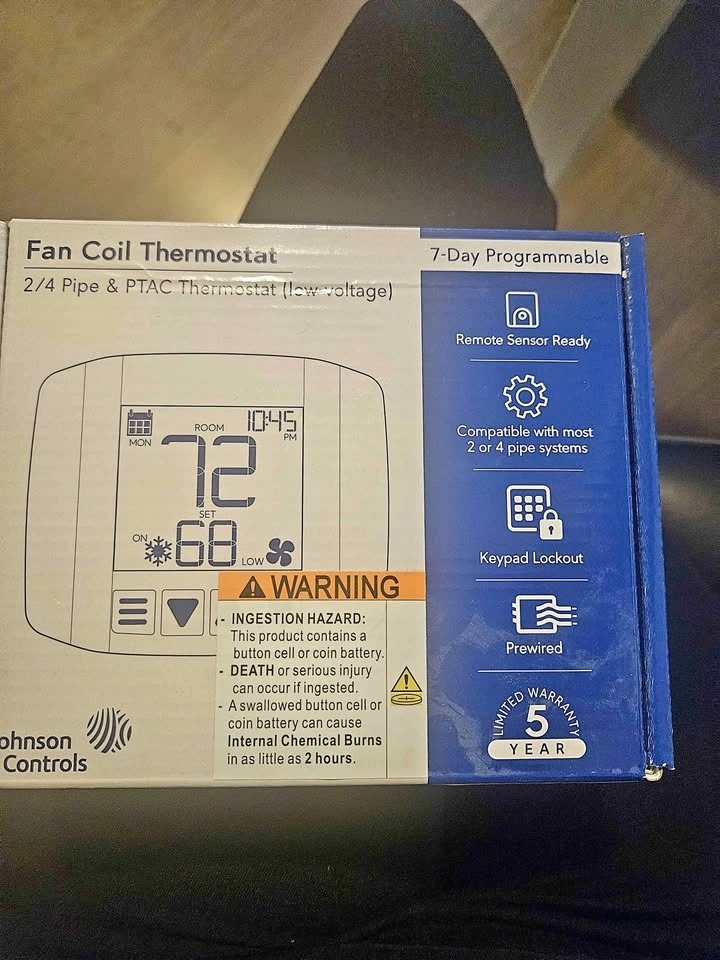 Fan Coil Thermostat
2/4 Pipe & PTAC Thermostat (low voltage)
MON
ROOM
10:45
PM
72
SET
ON
68
LOW
WARNING
- INGESTION HAZARD:
This product contains a
button cell or coin battery.
- DEATH or serious injury
can occur if ingested.
- A swallowed button cell or
coin battery can cause
Internal Chemical Burns
in as little as 2 hours.
ohnson
Controls
7-Day Programmable
Remote Sensor Ready
Compatible with most
2 or 4 pipe systems
Keypad Lockout
Prewired
LIMITED WARRANTY
5
YEAR